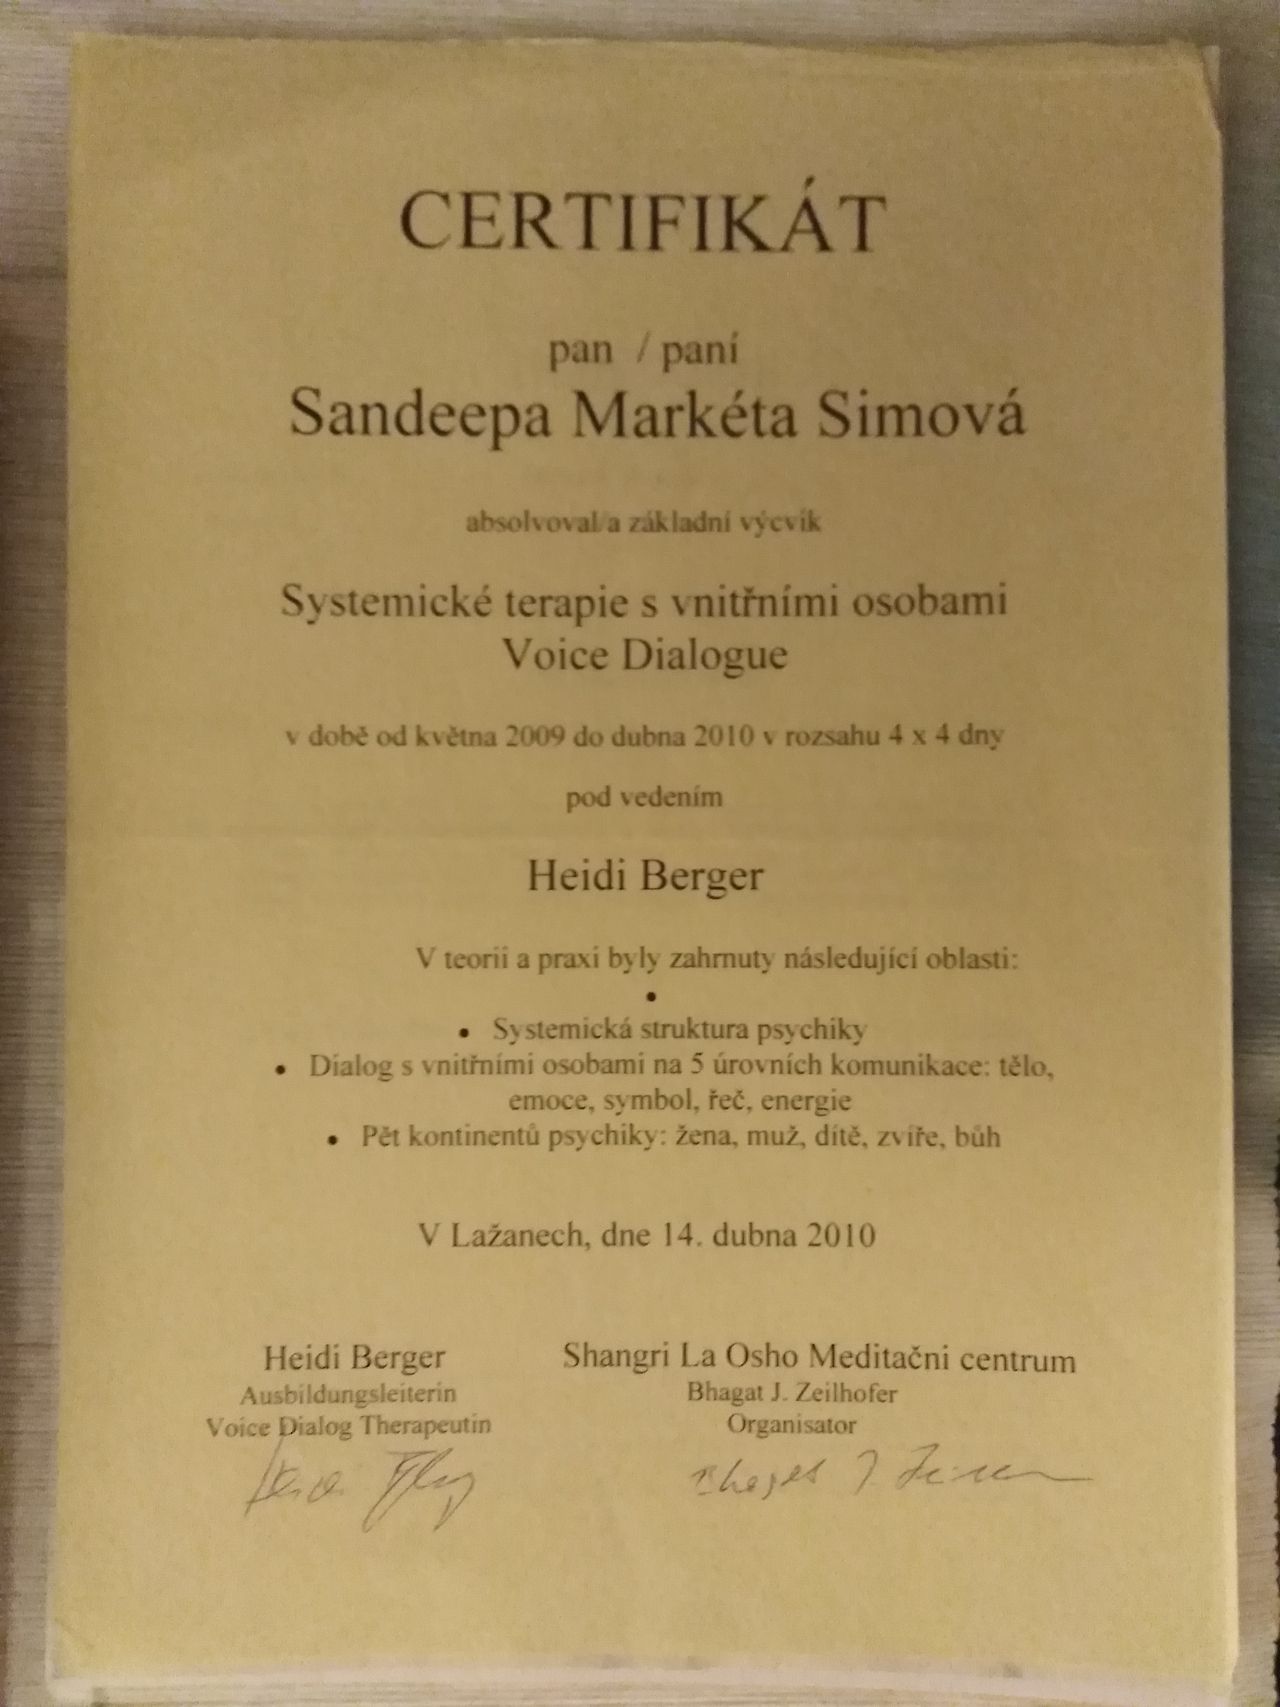 CERTIFIKÁT
pan / paní
Sandeepa Markéta Simová
absolvoval/a základní výcvik
Systemické terapie s vnitřními osobami
Voice Dialogue
v době od května 2009 do dubna 2010 v rozsahu 4 x 4 dny
pod vedením
Heidi Berger
V teorii a praxi byly zahrnuty následující oblasti:
•
• Systemická struktura psychiky
• Dialog s vnitřními osobami na 5 úrovních komunikace: tělo,
emoce, symbol, řeč, energie
• Pět kontinentů psychiky: žena, muž, dítě, zvíře, bůh
V Lažanech, dne 14. dubna 2010
Heidi Berger
Ausbildungsleiterin
Voice Dialog Therapeutin
Shangri La Osho Meditačni centrum
Bhagat J. Zeilhofer
Organisator